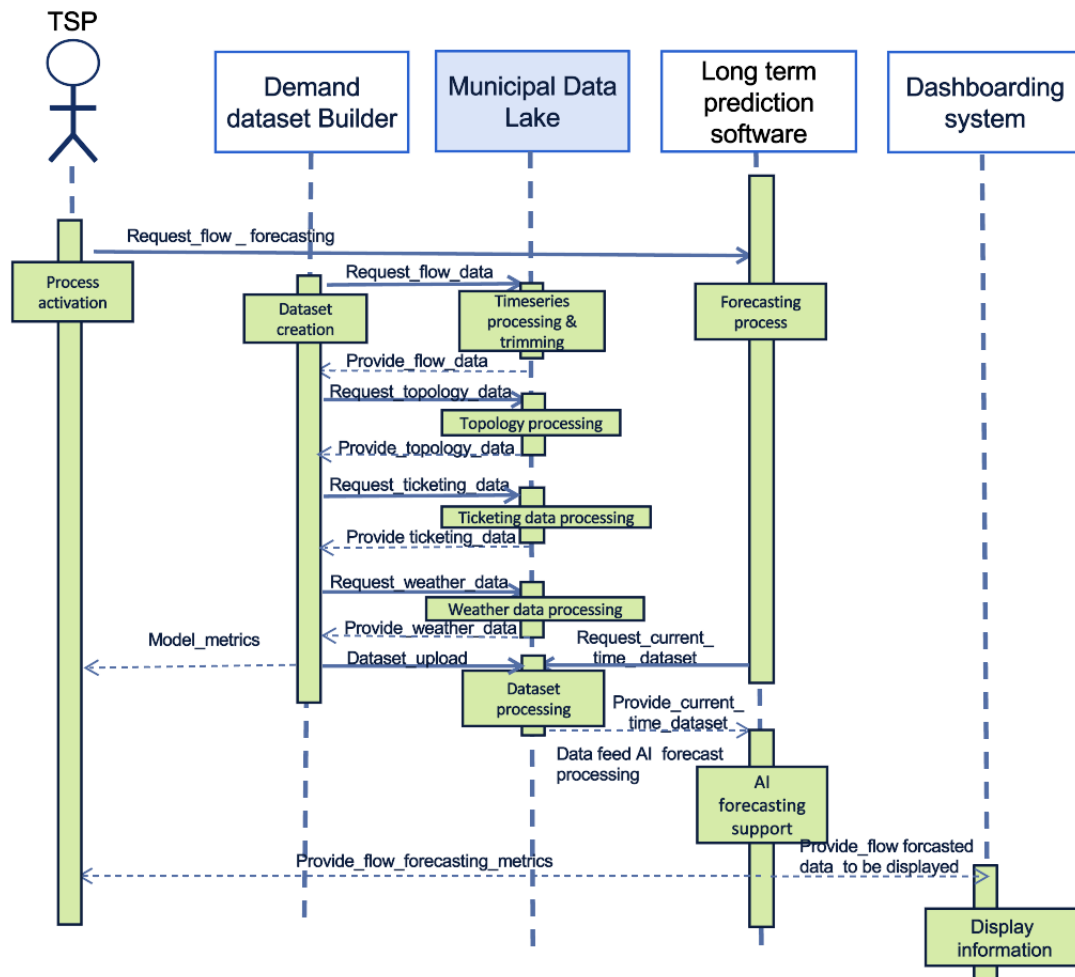 TSP
Demand
dataset Builder
Municipal Data
Lake
Long term
prediction
software
Dashboarding
system
Request_flow _ forecasting
Process
activation
Request_flow_data
Dataset
creation
Timeseries
processing &
trimming
Forecasting
process
Provide_flow_data
Request_topology_data
Topology processing
Provide_topology_data
Request_ticketing_data
Ticketing data processing
Provide ticketing_data
Request_weather_data
Weather data processing
Provide_weather_data
Model_metrics
Dataset_upload
Request_current_
time_dataset
Dataset
processing
Provide_current_
time_dataset
Data feed AI  forecast
processing
AI
forecasting
support
Provide_flow_forecasting_metrics
Provide_flow forcasted
data  to be displayed
Display
information